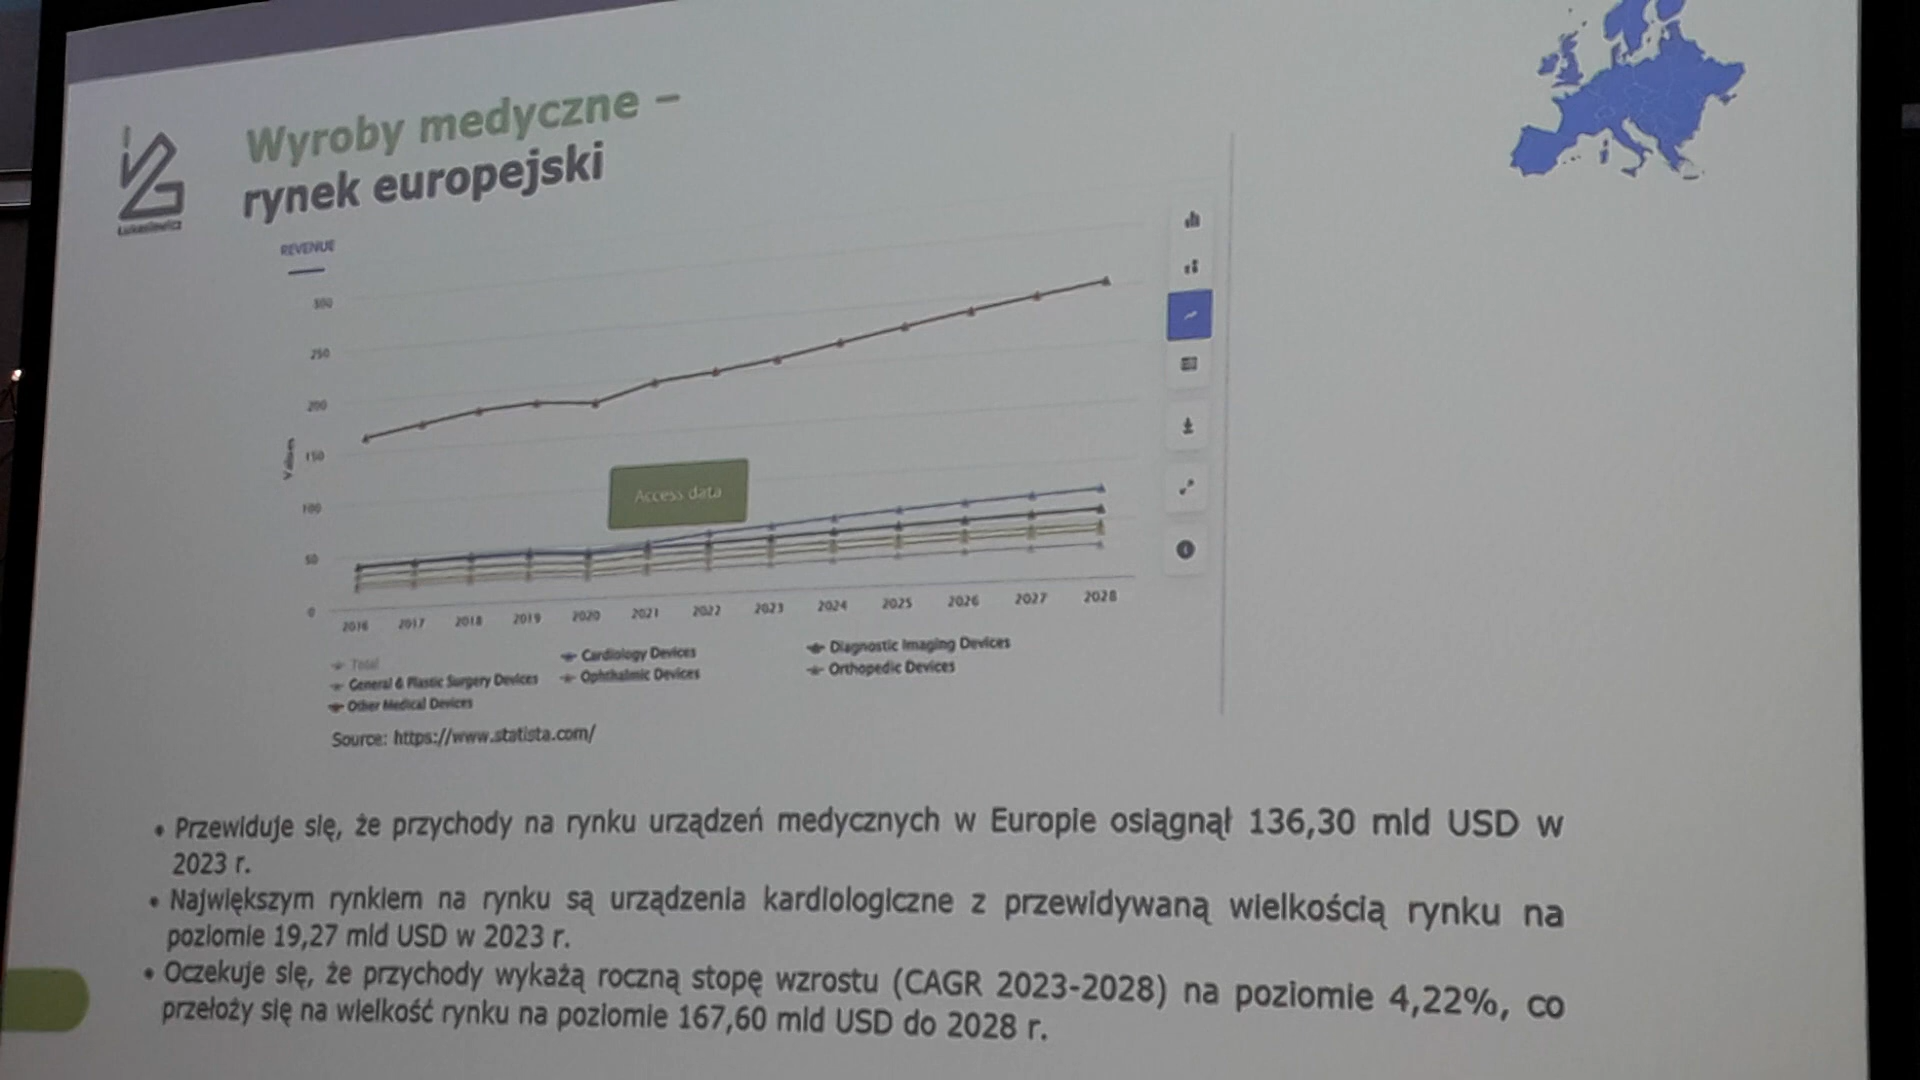 Łukasiewicz
Wyroby medyczne –
rynek europejski
REVENUE
300
250
200
150
100
50
0
Values
Access data
2016 2017 2018 2019 2020 2021 2022 2023 2024 2025 2026 2027 2028
Total
Cardiology Devices
Diagnostic Imaging Devices
General & Plastic Surgery Devices
Ophthalmic Devices
Orthopedic Devices
Other Medical Devices
Source: https://www.statista.com/
• Przewiduje się, że przychody na rynku urządzeń medycznych w Europie osiągnął 136,30 mld USD w
2023 r.
• Największym rynkiem na rynku są urządzenia kardiologiczne z przewidywaną wielkością rynku na
poziomie 19,27 mld USD w 2023 r.
• Oczekuje się, że przychody wykażą roczną stopę wzrostu (CAGR 2023-2028) na poziomie 4,22%, co
przełoży się na wielkość rynku na poziomie 167,60 mld USD do 2028 r.